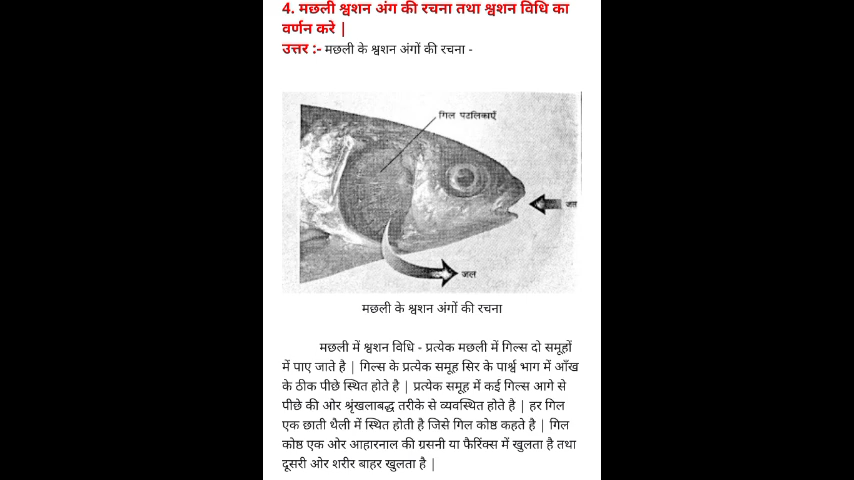 4. मछली श्वशन अंग की रचना तथा श्वशन विधि का
वर्णन करे |
उत्तर :- मछली के श्वशन अंगों की रचना -
गिल पटलिकाएँ
जल
जल
मछली के श्वशन अंगों की रचना
मछली में श्वशन विधि - प्रत्येक मछली में गिल्स दो समूहों
में पाए जाते है | गिल्स के प्रत्येक समूह सिर के पार्श्व भाग में आँख
के ठीक पीछे स्थित होते है | प्रत्येक समूह में कई गिल्स आगे से
पीछे की ओर श्रृंखलाबद्ध तरीके से व्यवस्थित होते है | हर गिल
एक छाती थैली में स्थित होती है जिसे गिल कोष्ठ कहते है | गिल
कोष्ठ एक ओर आहारनाल की ग्रसनी या फैरिंक्स में खुलता है तथा
दूसरी ओर शरीर बाहर खुलता है |